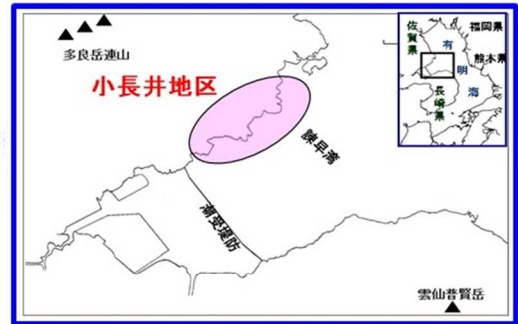 多良岳連山
小長井地区
諫早湾
潮受堤防
雲仙普賢岳
佐賀県
福岡県
有明海
熊本県
長崎県